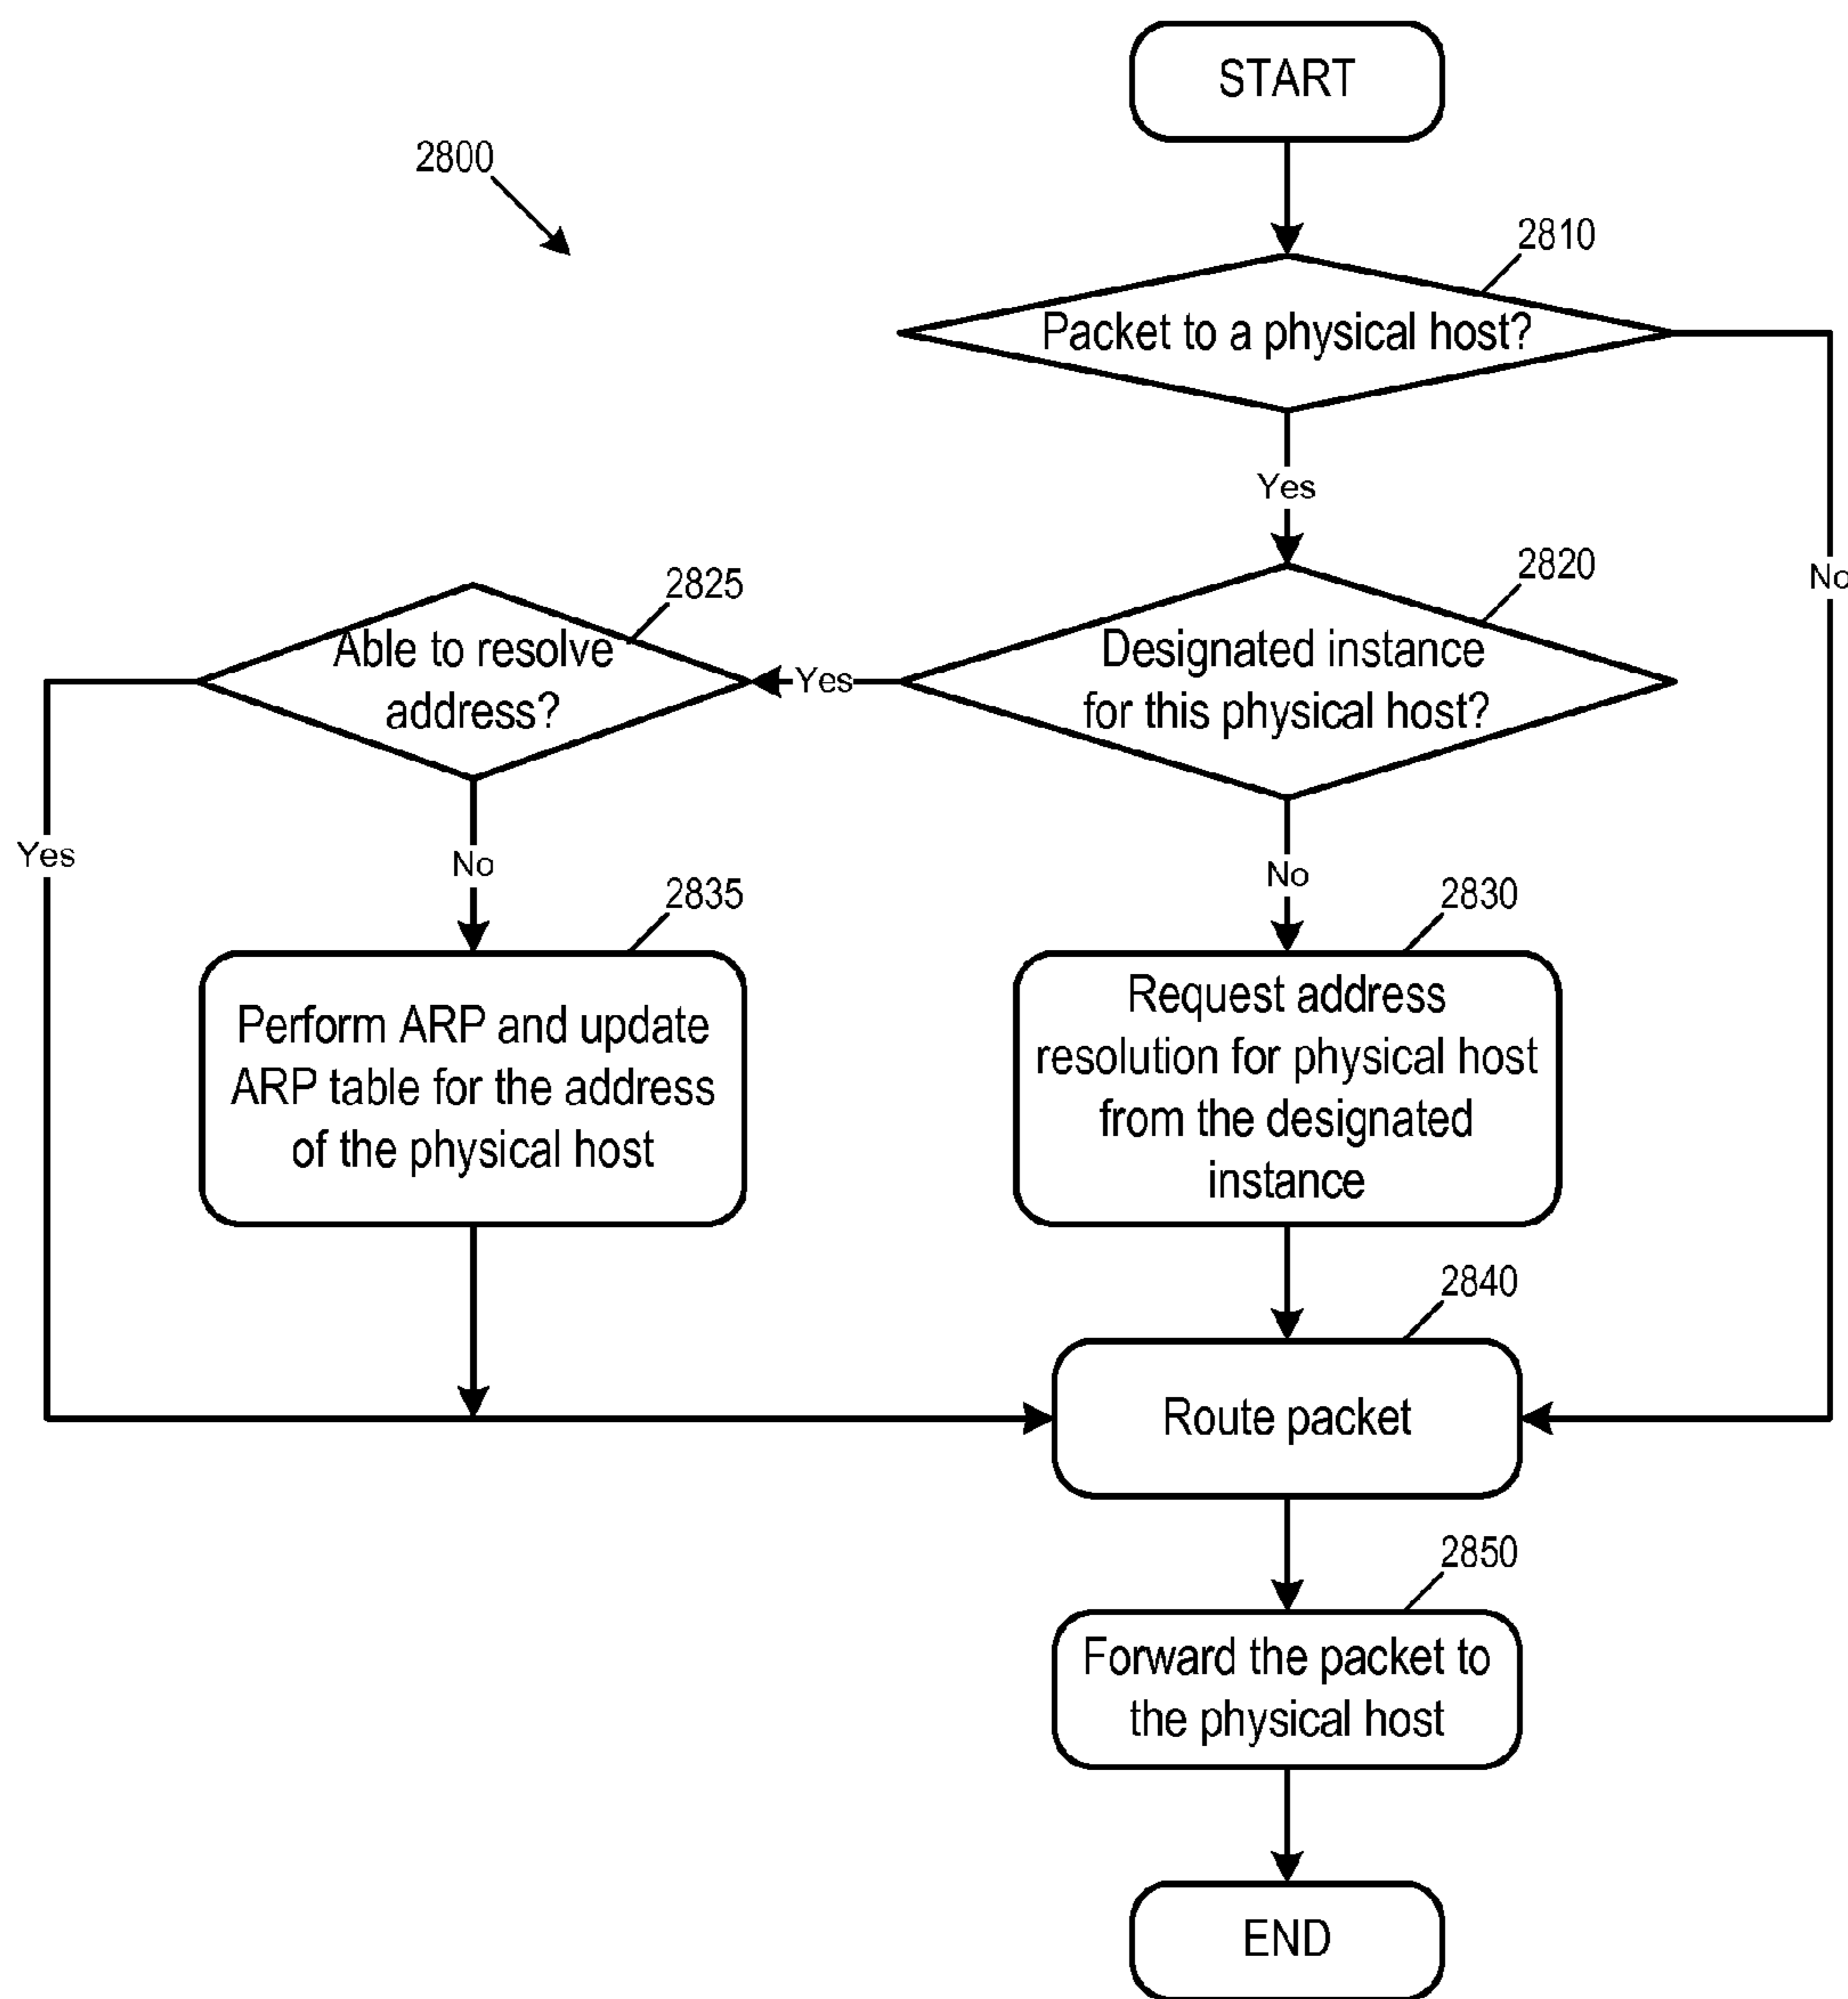 START
2800
2810
Packet to a physical host?
Yes
No
2820
Designated instance
for this physical host?
Yes
2825
Able to resolve
address?
Yes
No
No
2835
Perform ARP and update
ARP table for the address
of the physical host
2830
Request address
resolution for physical host
from the designated
instance
2840
Route packet
2850
Forward the packet to
the physical host
END